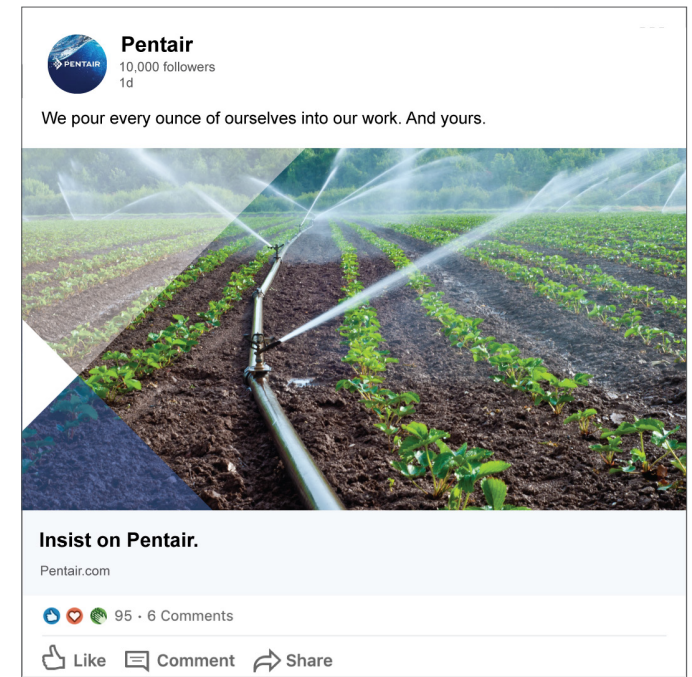 PENTAIR
Pentair
10,000 followers
1d
We pour every ounce of ourselves into our work. And yours.
Insist on Pentair.
Pentair.com
95 · 6 Comments
Like Comment Share